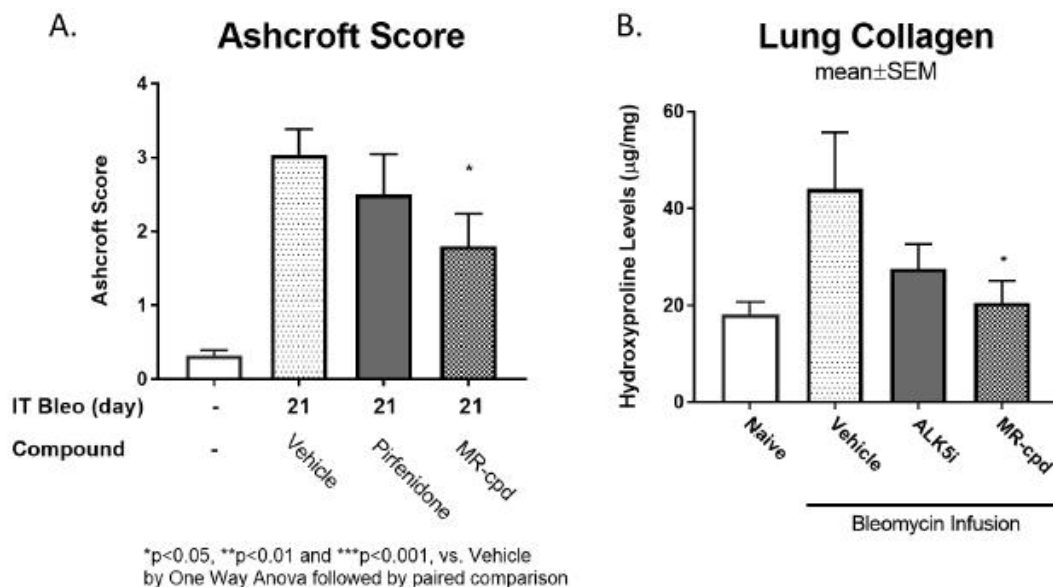 A.
Ashcroft Score
4
3
2
1
0
Ashcroft Score
*
IT Bleo (day) - 21 21 21
Compound - Vehicle Pirfenidone MR-cpd
*p<0.05, **p<0.01 and ***p<0.001, vs. Vehicle
by One Way Anova followed by paired comparison
B.
Lung Collagen
mean±SEM
60
40
20
0
Hydroxyproline Levels (µg/mg)
*
Naive Vehicle ALK5i MR-cpd
Bleomycin Infusion